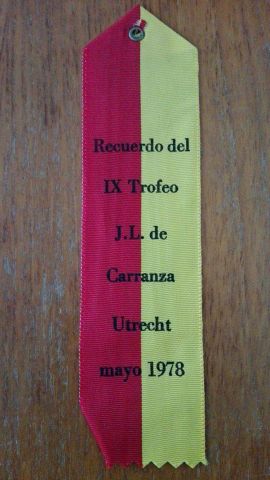 Recuerdo del
IX Trofeo
J.L. de
Carranza
Utrecht
mayo 1978